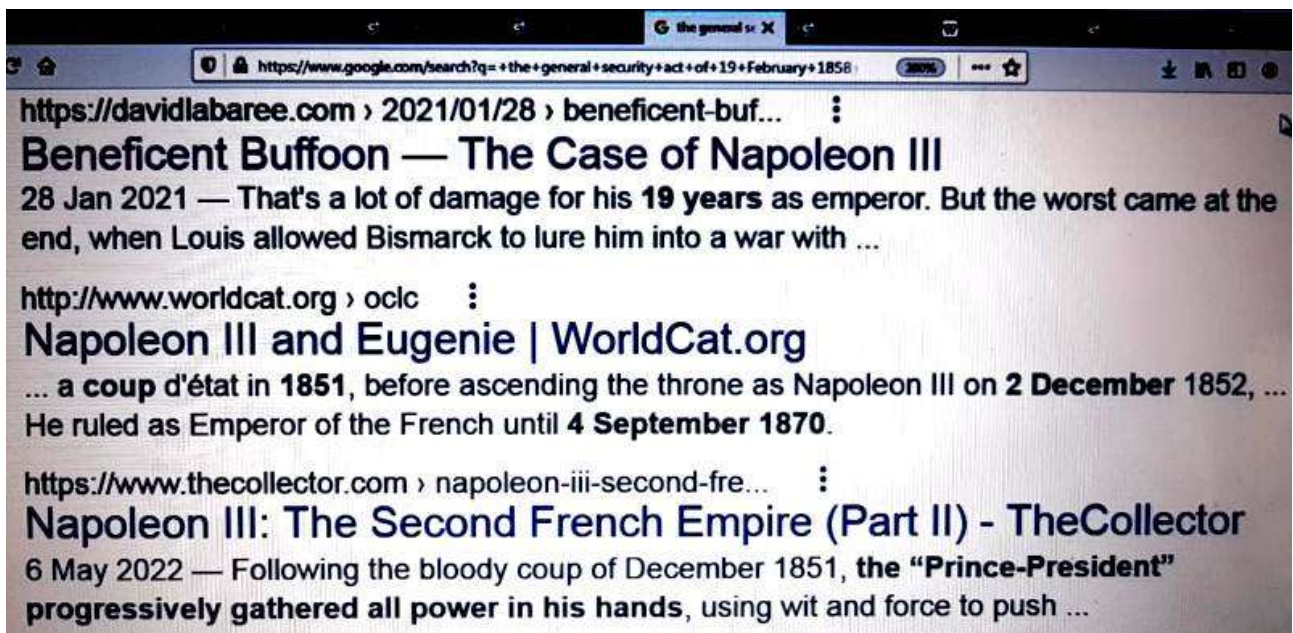 the general se
https://www.google.com/search?q=+the+general+security+act+of+19+February+1858
https://davidlabaree.com › 2021/01/28 › beneficent-buf...
Beneficent Buffoon — The Case of Napoleon III
28 Jan 2021 — That's a lot of damage for his 19 years as emperor. But the worst came at the
end, when Louis allowed Bismarck to lure him into a war with ...
http://www.worldcat.org › oclc
Napoleon III and Eugenie | WorldCat.org
... a coup d'état in 1851, before ascending the throne as Napoleon III on 2 December 1852, ...
He ruled as Emperor of the French until 4 September 1870.
https://www.thecollector.com › napoleon-iii-second-fre...
Napoleon III: The Second French Empire (Part II) - TheCollector
6 May 2022 — Following the bloody coup of December 1851, the “Prince-President”
progressively gathered all power in his hands, using wit and force to push ...